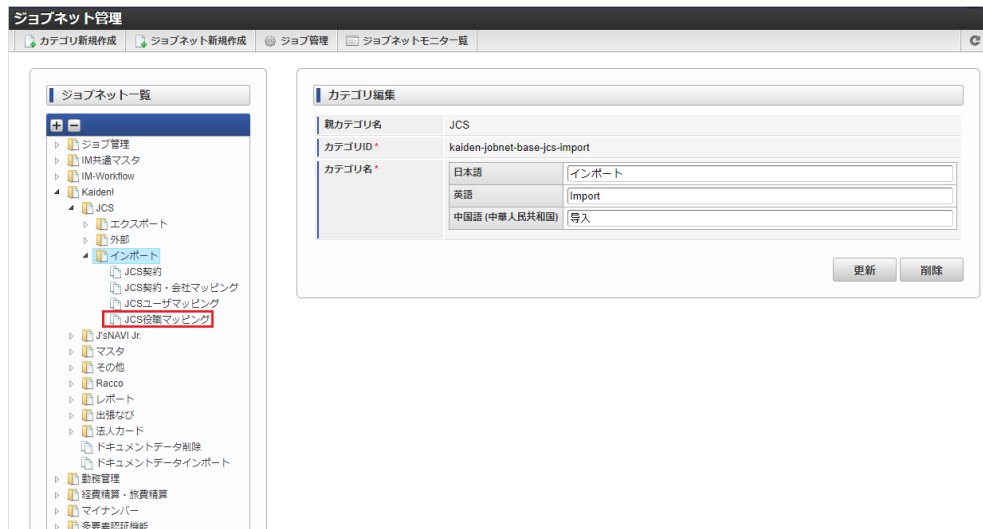 ジョブネット管理
カテゴリ新規作成 ジョブネット新規作成 ジョブ管理 ジョブネットモニター覧
ジョブネット一覧
ジョブ管理
IM共通マスタ
IM-Workflow
Kaiden!
JCS
エクスポート
外部
インポート
JCS契約
JCS契約・会社マッピング
JCSユーザマッピング
JCS役職マッピング
J'sNAVI Jr.
マスタ
その他
Racco
レポート
出張なび
法人カード
ドキュメントデータ削除
ドキュメントデータインポート
勤務管理
経費精算・旅費精算
マイナンバー
多要素認証機能
カテゴリ編集
親カテゴリ名 JCS
カテゴリID * kaiden-jobnet-base-jcs-import
カテゴリ名 * 日本語 インポート
英語 Import
中国語 (中華人民共和国) 导入
更新 削除